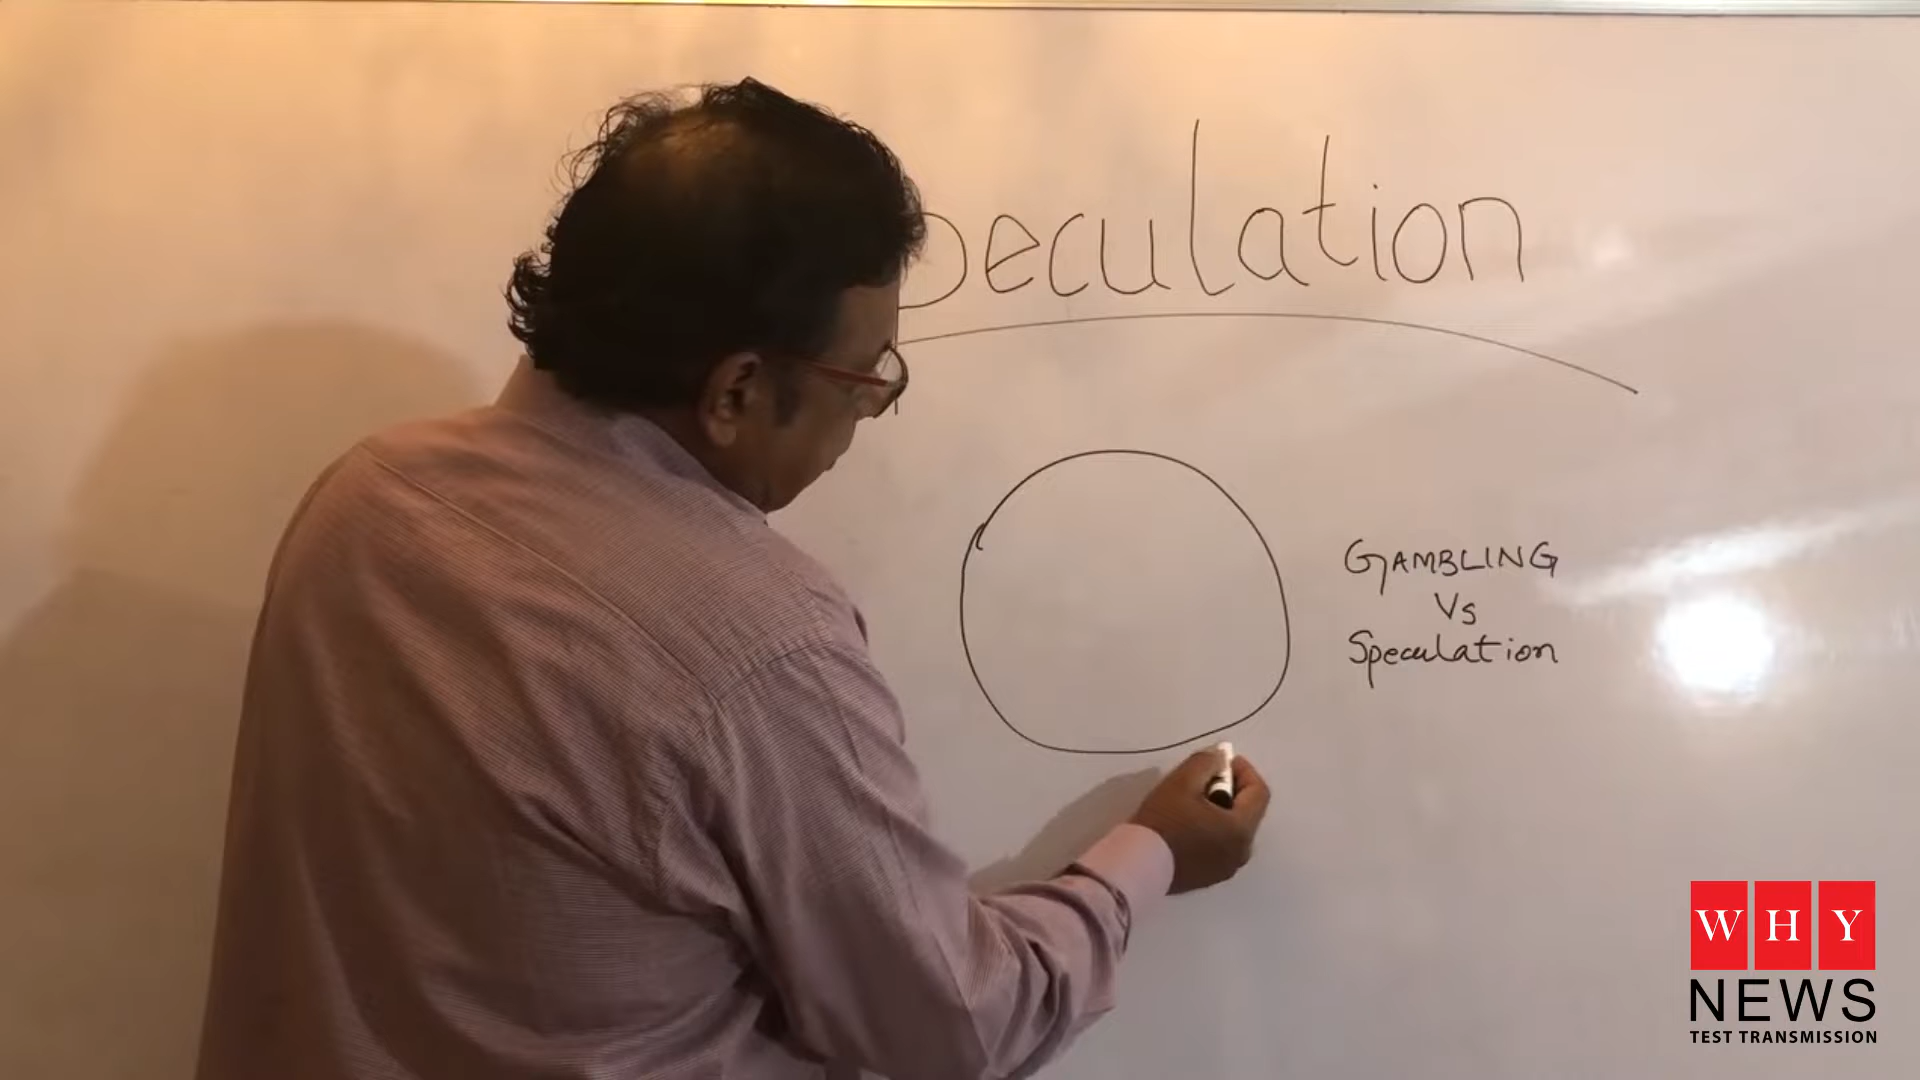 peculation
GAMBLING
Vs
Speculation
WHY
NEWS
TEST TRANSMISSION